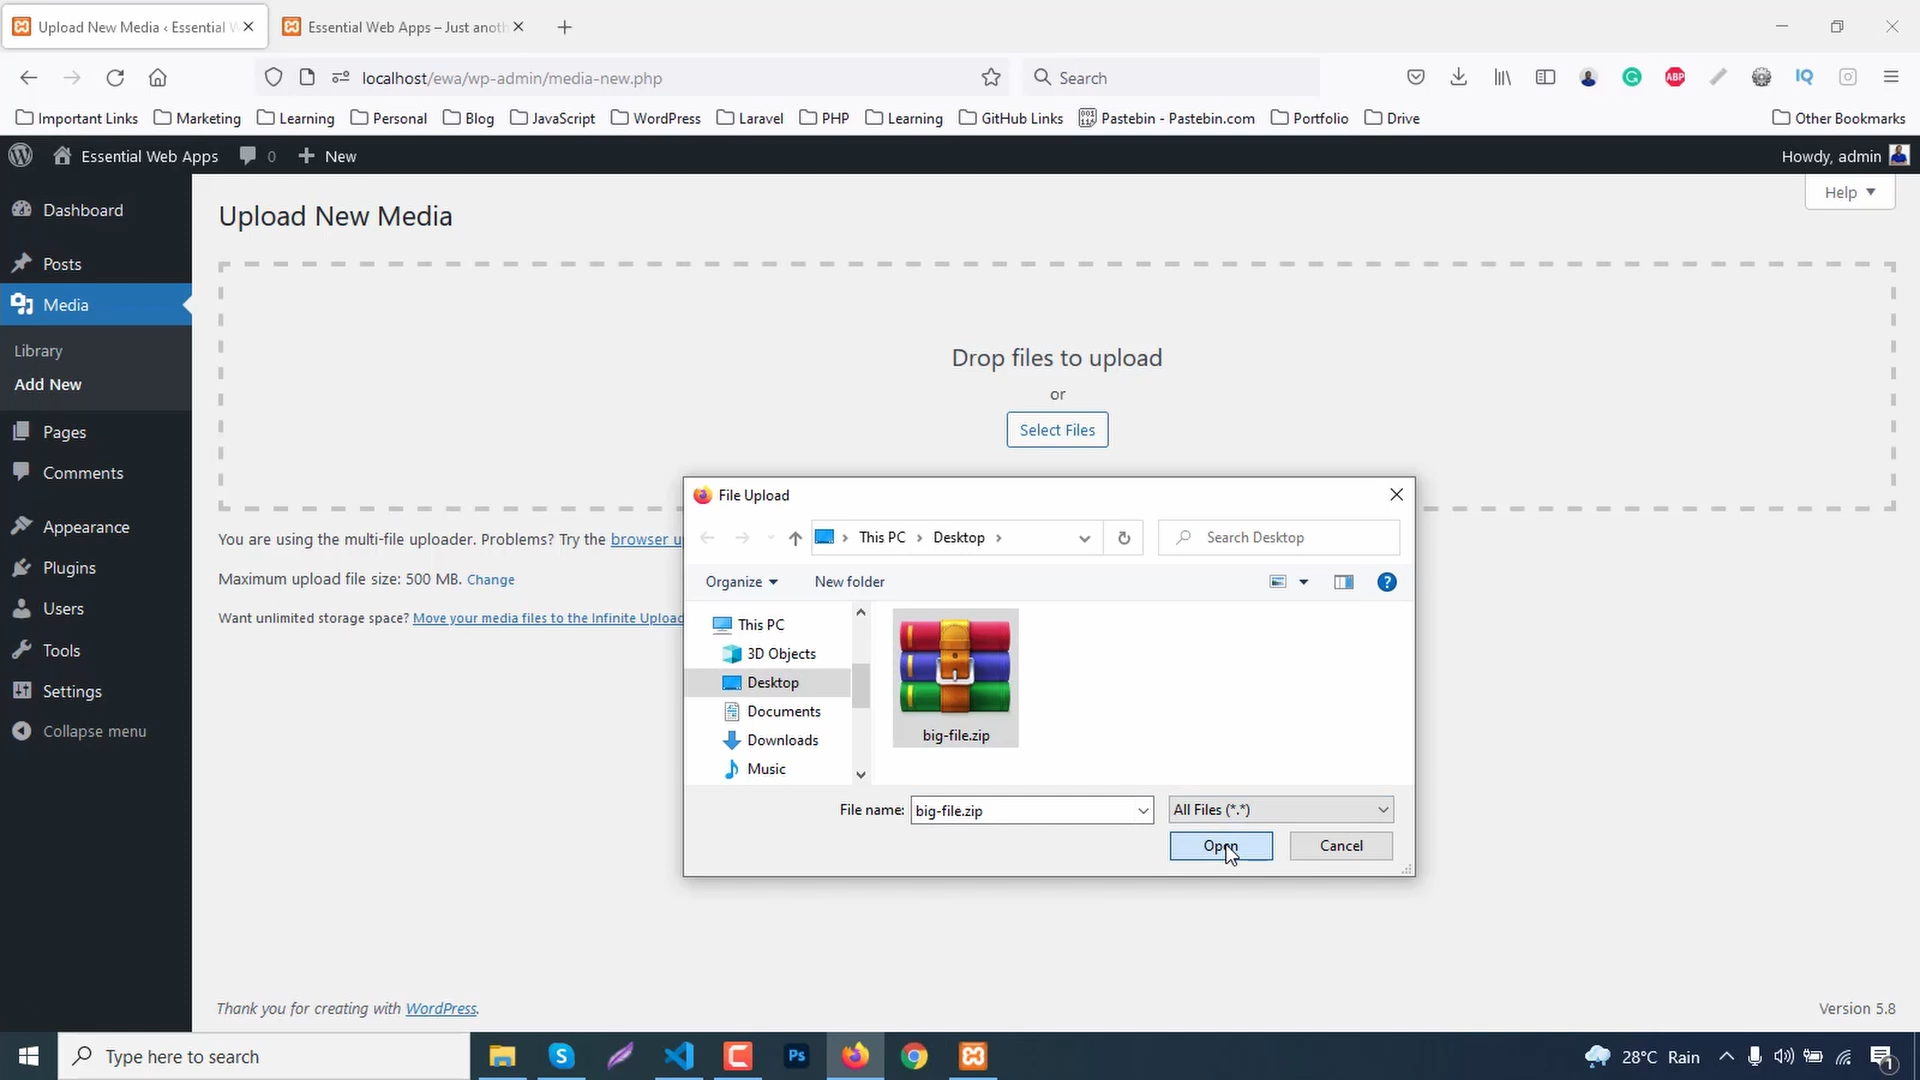 Upload New Media ‹ Essential W
Essential Web Apps – Just anoth
localhost/ewa/wp-admin/media-new.php
Search
ABP
IQ
Important Links
Marketing
Learning
Personal
Blog
JavaScript
WordPress
Laravel
PHP
Learning
GitHub Links
Pastebin - Pastebin.com
Portfolio
Drive
Other Bookmarks
Essential Web Apps
0
New
Howdy, admin
Dashboard
Posts
Media
Library
Add New
Pages
Comments
Appearance
Plugins
Users
Tools
Settings
Collapse menu
Upload New Media
Help
Drop files to upload
or
Select Files
You are using the multi-file uploader. Problems? Try the browser u
Maximum upload file size: 500 MB. Change
Want unlimited storage space? Move your media files to the Infinite Upload
File Upload
This PC
Desktop
Search Desktop
Organize
New folder
This PC
3D Objects
Desktop
Documents
Downloads
Music
big-file.zip
File name:
big-file.zip
All Files (*.*)
Open
Cancel
Thank you for creating with WordPress.
Version 5.8
Type here to search
S
Ps
28°C Rain
1